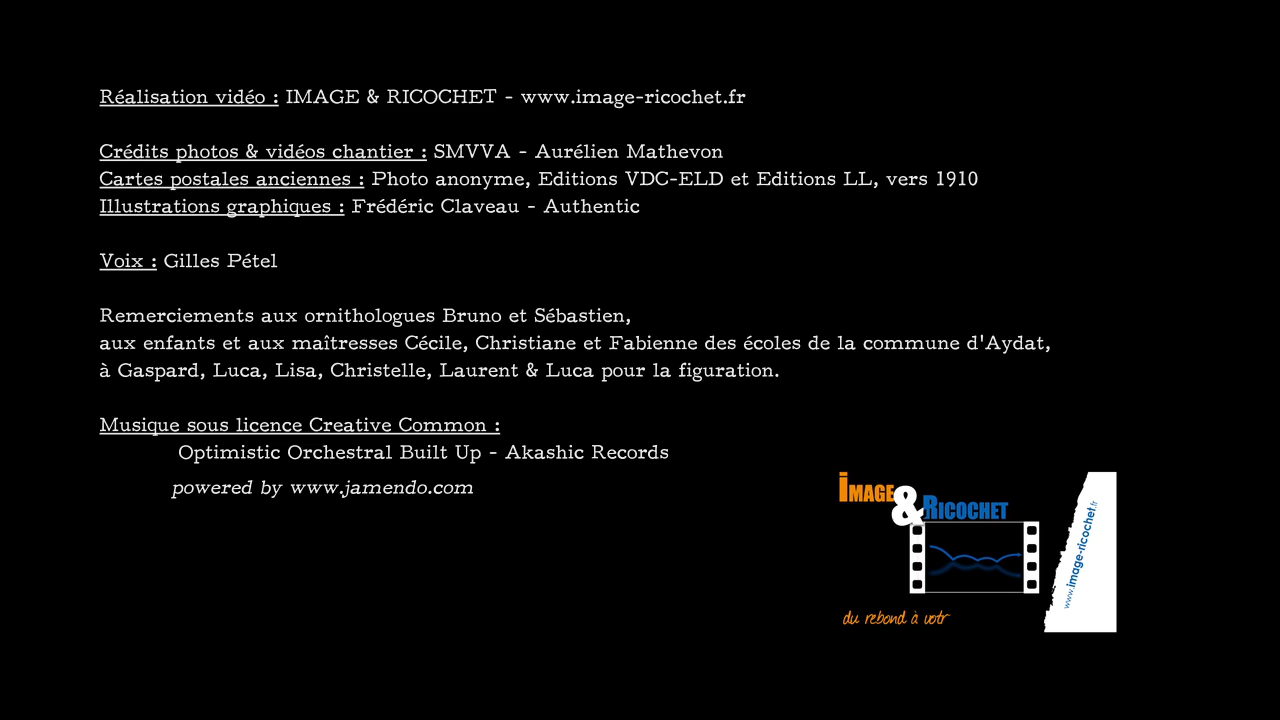 Réalisation vidéo : IMAGE & RICOCHET - www.image-ricochet.fr
Crédits photos & vidéos chantier : SMVVA - Aurélien Mathevon
Cartes postales anciennes : Photo anonyme, Editions VDC-ELD et Editions LL, vers 1910
Illustrations graphiques : Frédéric Claveau - Authentic
Voix : Gilles Pétel
Remerciements aux ornithologues Bruno et Sébastien,
aux enfants et aux maîtresses Cécile, Christiane et Fabienne des écoles de la commune d'Aydat,
à Gaspard, Luca, Lisa, Christelle, Laurent & Luca pour la figuration.
Musique sous licence Creative Common :
Optimistic Orchestral Built Up - Akashic Records
powered by www.jamendo.com
IMAGE
&
RICOCHET
www.image-ricochet.fr
du rebond à votr